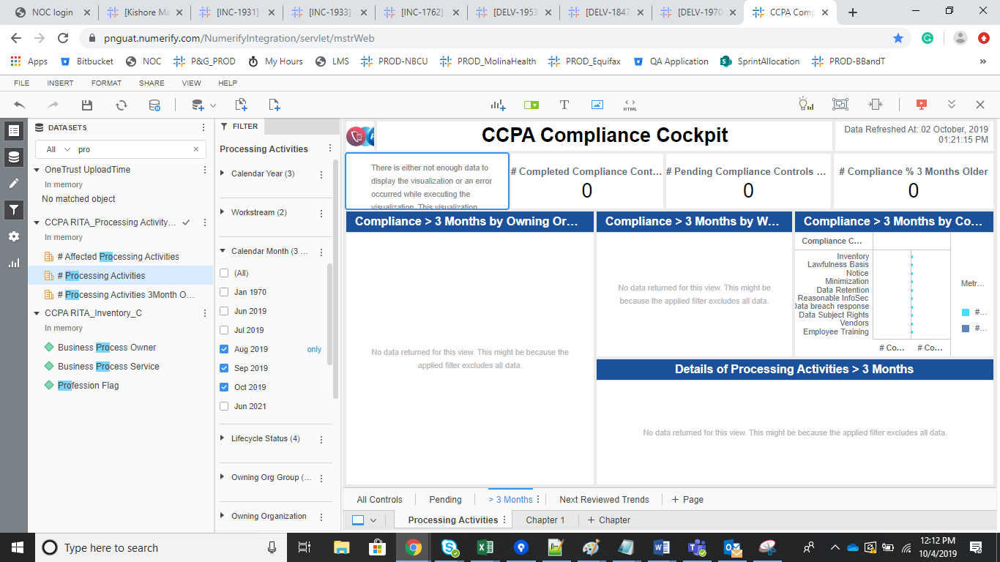 NOC login
[Kishore Ma
[INC-1931]
[INC-1933]
[INC-1762]
[DELV-1953
[DELV-1847
[DELV-1970
CCPA Comp
pnguat.numerify.com/NumerifyIntegration/servlet/mstrWeb
Apps
Bitbucket
NOC
P&G_PROD
My Hours
LMS
PROD-NBCU
PROD_MolinaHealth
PROD_Equifax
QA Application
SprintAllocation
PROD-BBandT
FILE
INSERT
FORMAT
SHARE
VIEW
HELP
HTML
DATASETS
All
pro
OneTrust UploadTime
In memory
No matched object
CCPA RITA_Processing Activity...
In memory
# Affected Processing Activities
# Processing Activities
# Processing Activities 3Month O...
CCPA RITA_Inventory_C
In memory
Business Process Owner
Business Process Service
Profession Flag
FILTER
Processing Activities
Calendar Year (3)
Workstream (2)
Calendar Month (3 ...
(All)
Jan 1970
Jun 2019
Jul 2019
Aug 2019
only
Sep 2019
Oct 2019
Jun 2021
Lifecycle Status (4)
Owning Org Group (...
Owning Organization
CCPA Compliance Cockpit
Data Refreshed At: 02 October, 2019
01:21:15 PM
There is either not enough data to
display the visualization or an error
occurred while executing the
visualization. This visualization
# Completed Compliance Cont...
0
# Pending Compliance Controls ...
0
# Compliance % 3 Months Older
0
Compliance > 3 Months by Owning Or...
No data returned for this view. This might be because the
applied filter excludes all data.
Compliance > 3 Months by W...
No data returned for this view. This might be
because the applied filter excludes all data.
Compliance > 3 Months by Co...
Compliance C...
Inventory
Lawfulness Basis
Notice
Minimization
Data Retention
Reasonable InfoSec
Data breach response
Data Subject Rights
Vendors
Employee Training
# Co...
# Co...
Metr...
#...
#...
Details of Processing Activities > 3 Months
No data returned for this view. This might be because the applied filter excludes all data.
All Controls
Pending
> 3 Months
Next Reviewed Trends
+ Page
Processing Activities
Chapter 1
+ Chapter
Type here to search
12:12 PM
10/4/2019